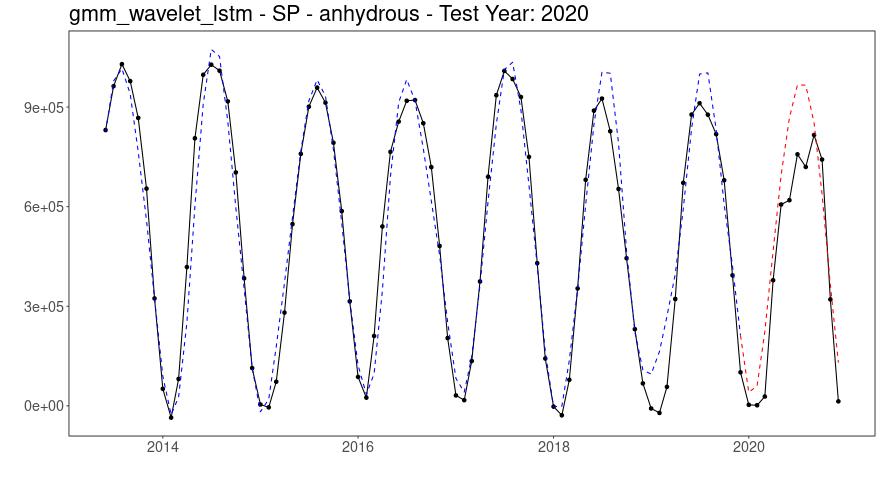 gmm_wavelet_lstm - SP - anhydrous - Test Year: 2020
9e+05
6e+05
3e+05
0e+00
2014 2016 2018 2020